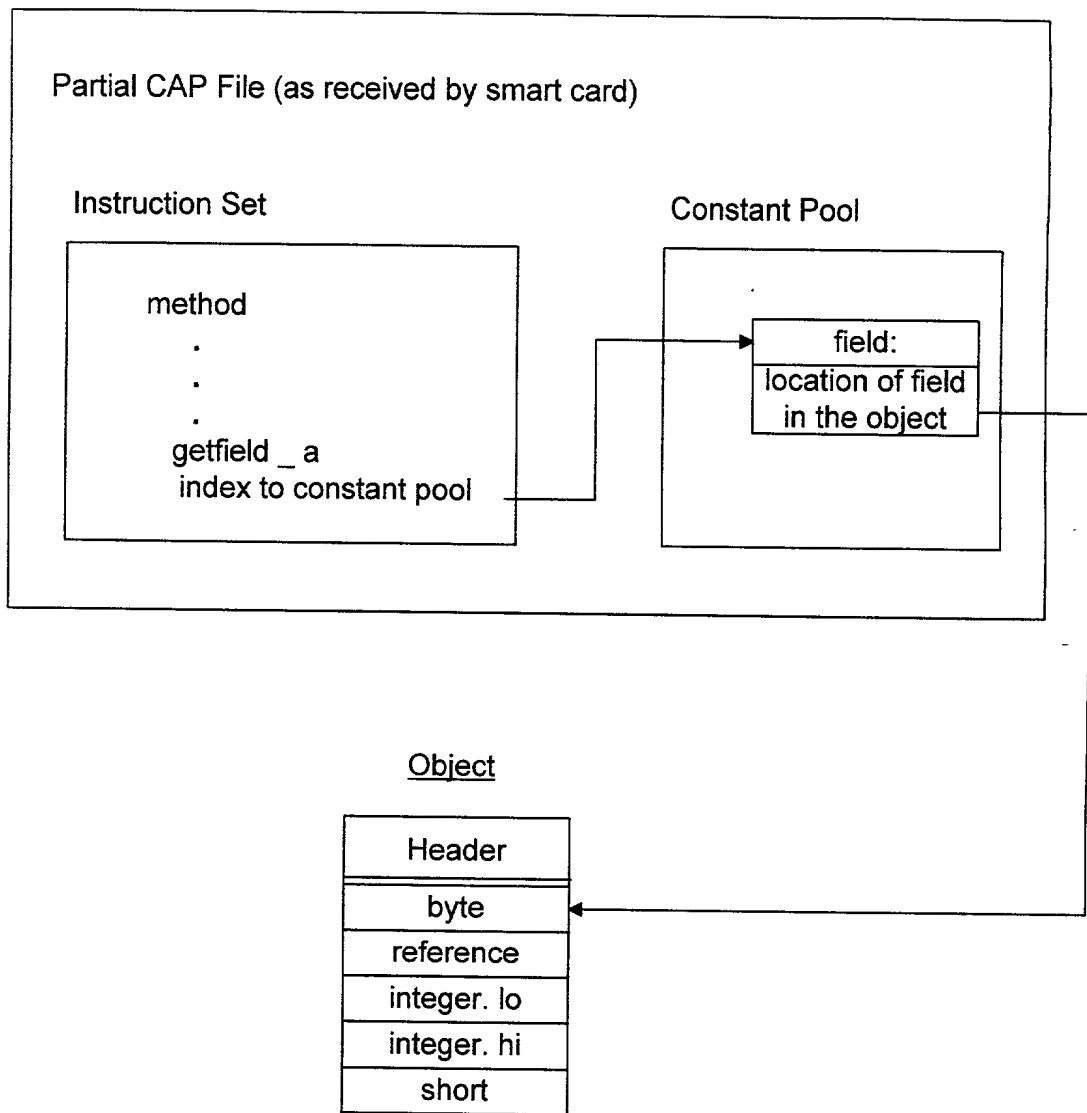 Partial CAP File (as received by smart card)
Instruction Set
Constant Pool
method
.
.
.
getfield _ a
index to constant pool
field:
location of field
in the object
Object
Header
byte
reference
integer. lo
integer. hi
short